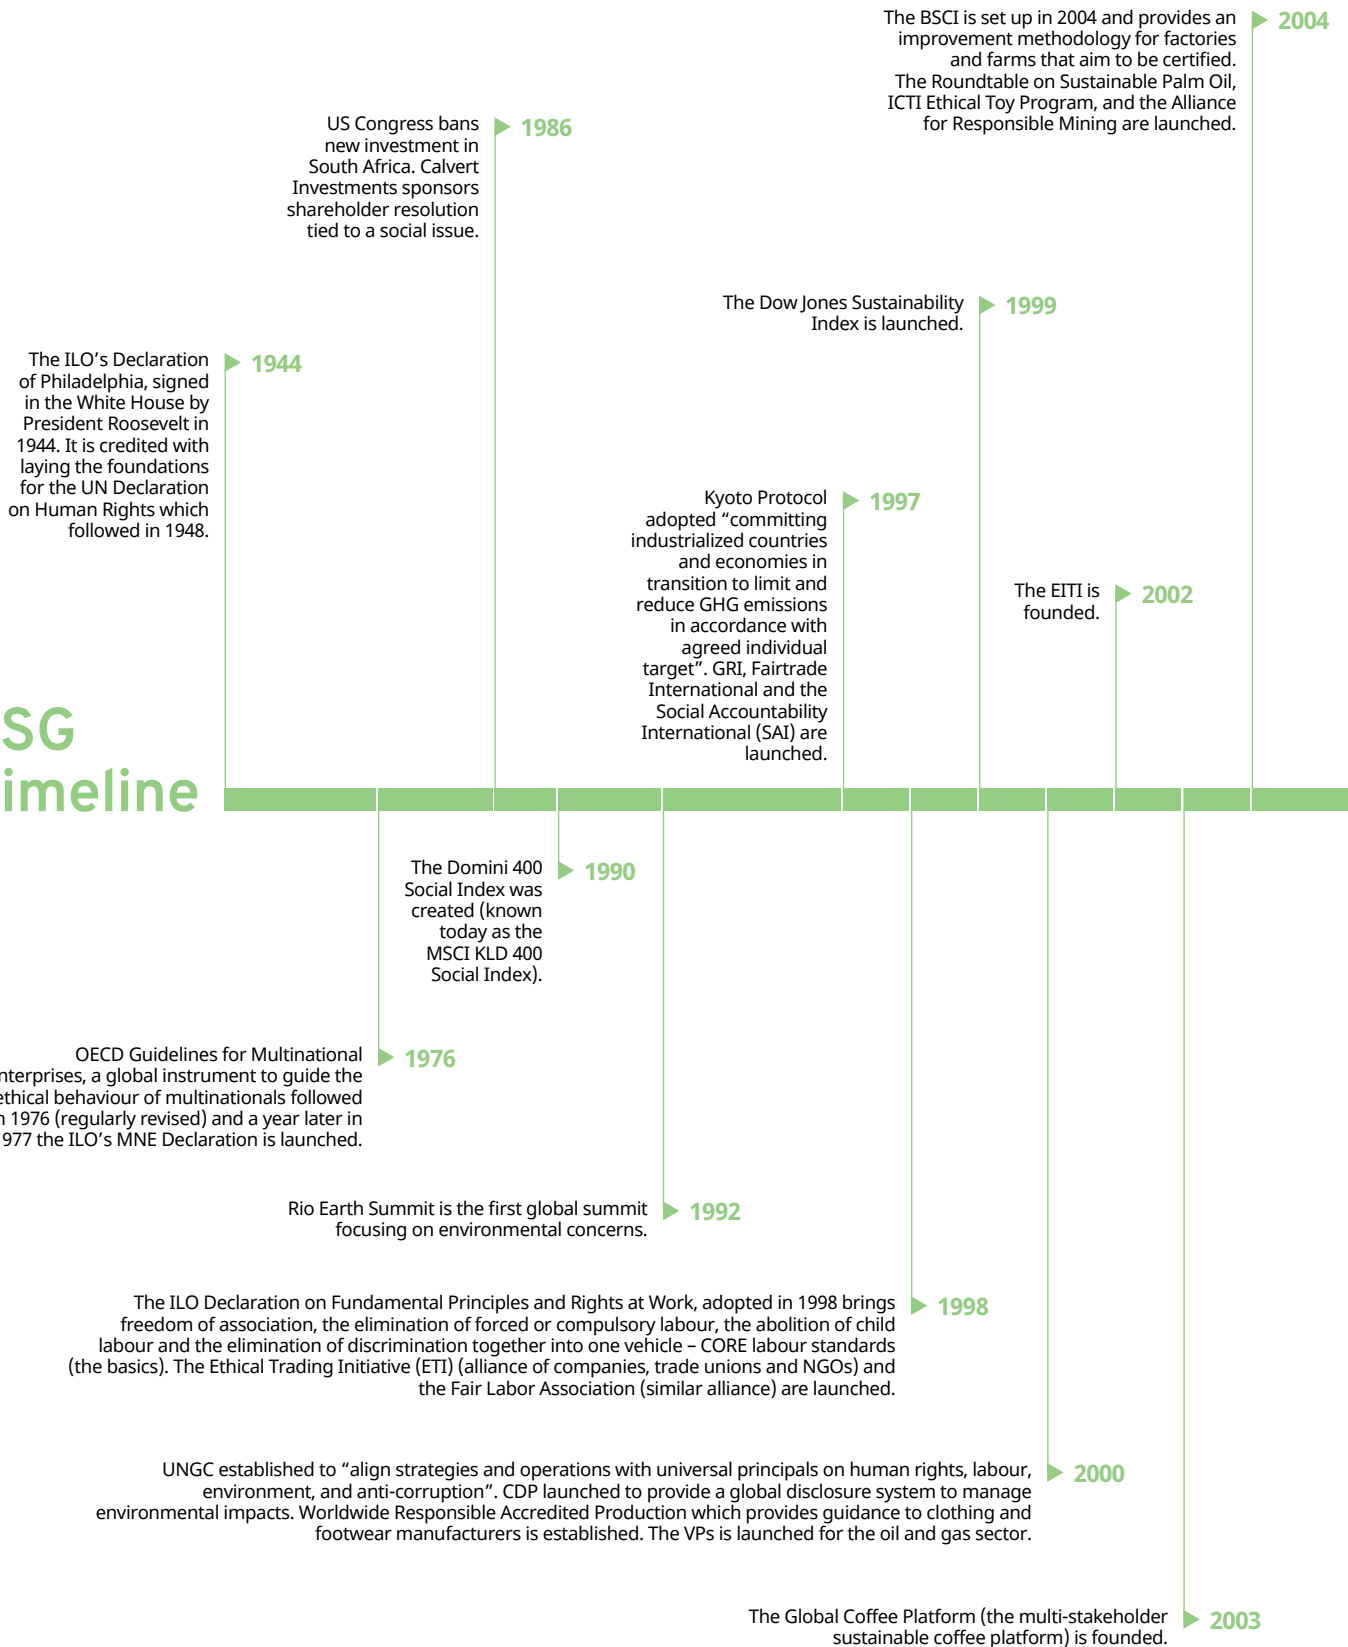 The BSCI is set up in 2004 and provides an
improvement methodology for factories
and farms that aim to be certified.
The Roundtable on Sustainable Palm Oil,
ICTI Ethical Toy Program, and the Alliance
for Responsible Mining are launched.
2004
US Congress bans
new investment in
South Africa. Calvert
Investments sponsors
shareholder resolution
tied to a social issue.
1986
The Dow Jones Sustainability
Index is launched.
1999
The ILO’s Declaration
of Philadelphia, signed
in the White House by
President Roosevelt in
1944. It is credited with
laying the foundations
for the UN Declaration
on Human Rights which
followed in 1948.
1944
Kyoto Protocol
adopted “committing
industrialized countries
and economies in
transition to limit and
reduce GHG emissions
in accordance with
agreed individual
target”. GRI, Fairtrade
International and the
Social Accountability
International (SAI) are
launched.
1997
The EITI is
founded.
2002
SG
imeline
The Domini 400
Social Index was
created (known
today as the
MSCI KLD 400
Social Index).
1990
OECD Guidelines for Multinational
nterprises, a global instrument to guide the
ethical behaviour of multinationals followed
n 1976 (regularly revised) and a year later in
977 the ILO’s MNE Declaration is launched.
1976
Rio Earth Summit is the first global summit
focusing on environmental concerns.
1992
The ILO Declaration on Fundamental Principles and Rights at Work, adopted in 1998 brings
freedom of association, the elimination of forced or compulsory labour, the abolition of child
labour and the elimination of discrimination together into one vehicle – CORE labour standards
(the basics). The Ethical Trading Initiative (ETI) (alliance of companies, trade unions and NGOs) and
the Fair Labor Association (similar alliance) are launched.
1998
UNGC established to “align strategies and operations with universal principals on human rights, labour,
environment, and anti-corruption”. CDP launched to provide a global disclosure system to manage
environmental impacts. Worldwide Responsible Accredited Production which provides guidance to clothing and
footwear manufacturers is established. The VPs is launched for the oil and gas sector.
2000
The Global Coffee Platform (the multi-stakeholder
sustainable coffee platform) is founded.
2003